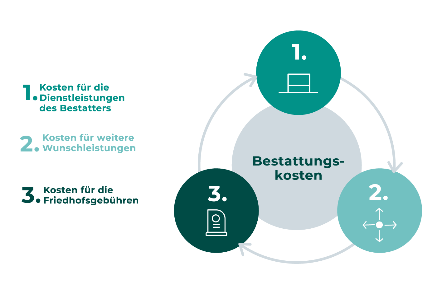 1. Kosten für die
Dienstleistungen
des Bestatters
2. Kosten für weitere
Wunschleistungen
3. Kosten für die
Friedhofsgebühren
1.
Bestattungs-
kosten
3.
2.